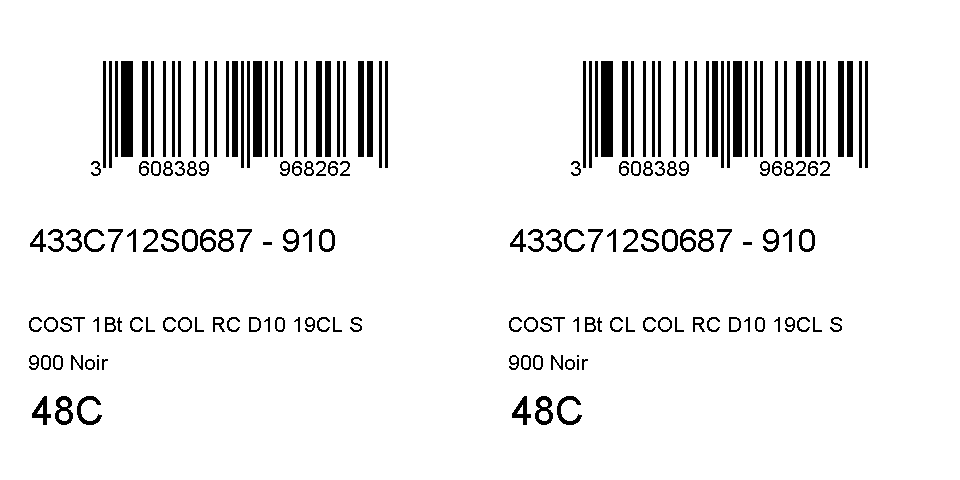 3 608389 968262
433C712S0687 - 910
COST 1Bt CL COL RC D10 19CL S
900 Noir
48C
3 608389 968262
433C712S0687 - 910
COST 1Bt CL COL RC D10 19CL S
900 Noir
48C